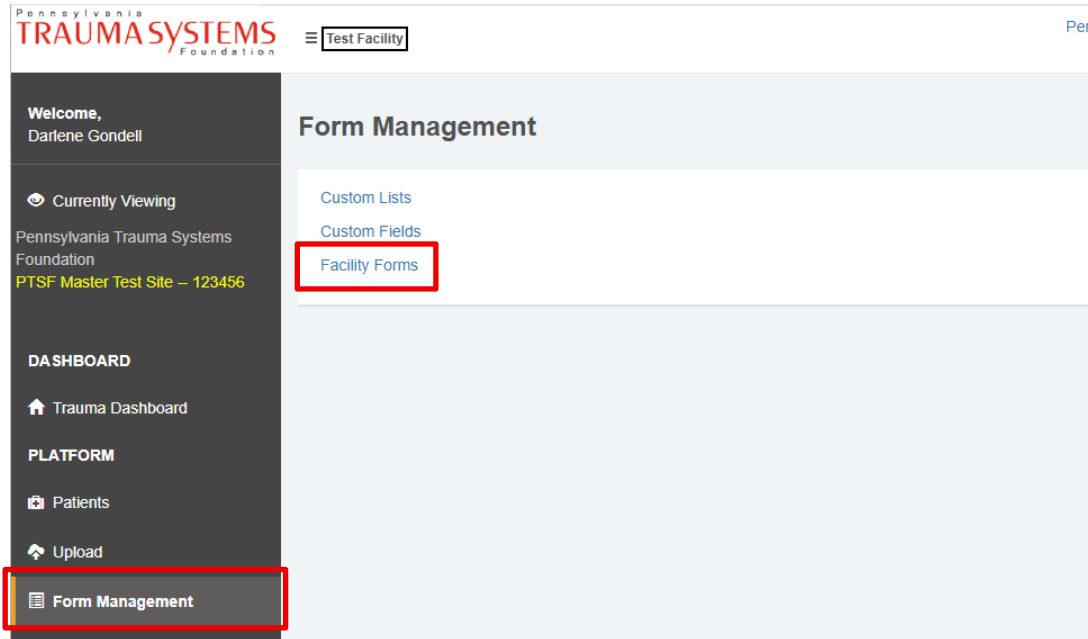 Pennsylvania
TRAUMA SYSTEMS
Foundation
Test Facility
Welcome,
Darlene Gondell
Currently Viewing
Pennsylvania Trauma Systems
Foundation
PTSF Master Test Site -- 123456
DASHBOARD
Trauma Dashboard
PLATFORM
Patients
Upload
Form Management
Form Management
Custom Lists
Custom Fields
Facility Forms